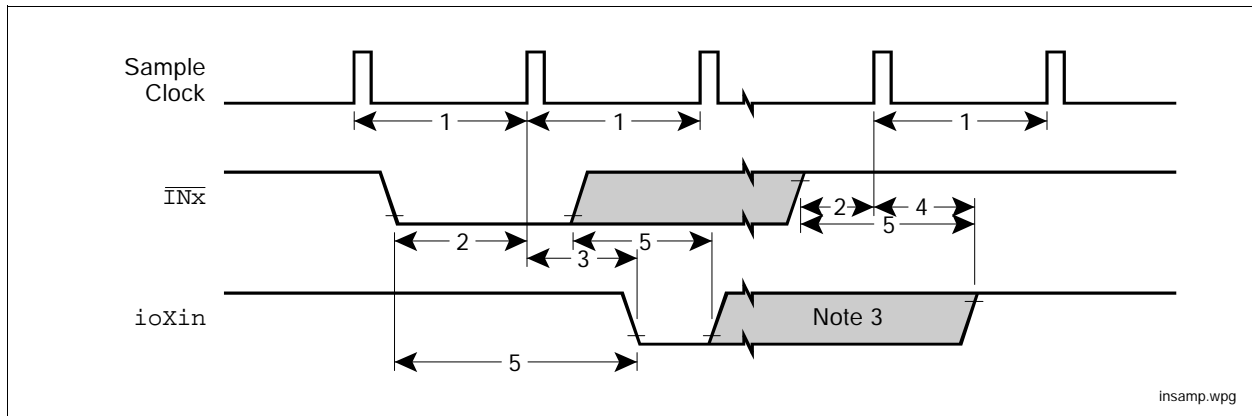 Sample
Clock
1 1 1
INx
2 4
5
2 5
3
ioXin
Note 3
5
insamp.wpg